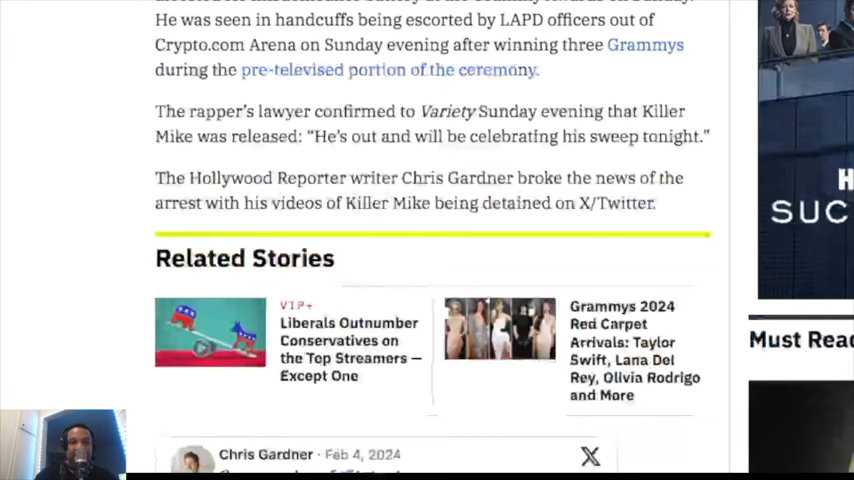 He was seen in handcuffs being escorted by LAPD officers out of
Crypto.com Arena on Sunday evening after winning three Grammys
during the pre-televised portion of the ceremony.
The rapper's lawyer confirmed to Variety Sunday evening that Killer
Mike was released: “He's out and will be celebrating his sweep tonight.”
The Hollywood Reporter writer Chris Gardner broke the news of the
arrest with his videos of Killer Mike being detained on X/Twitter.
Related Stories
VIP+
Liberals Outnumber
Conservatives on
the Top Streamers —
Except One
Grammys 2024
Red Carpet
Arrivals: Taylor
Swift, Lana Del
Rey, Olivia Rodrigo
and More
H
SUC
Must Read
Chris Gardner · Feb 4, 2024
X